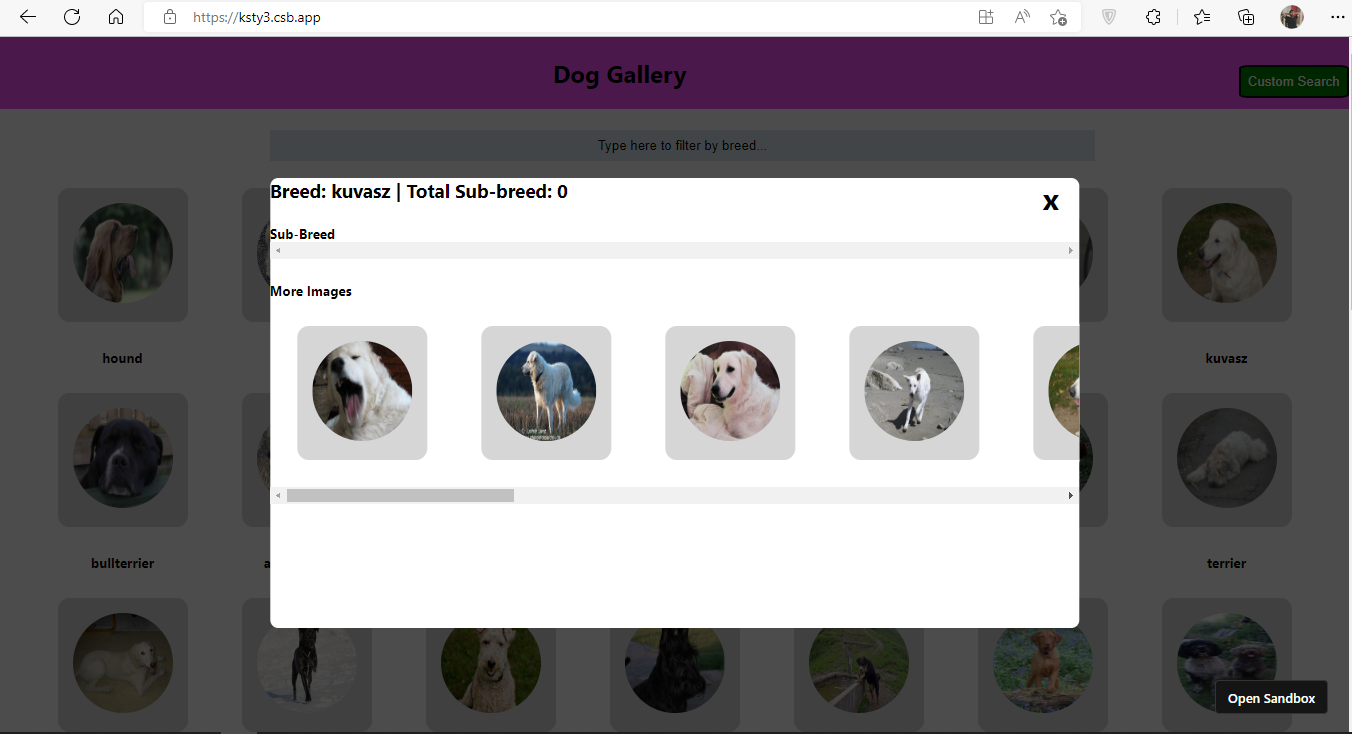 https://ksty3.csb.app
Dog Gallery
Custom Search
Type here to filter by breed...
Breed: kuvasz | Total Sub-breed: 0
X
Sub-Breed
More Images
hound
kuvasz
bullterrier
a
terrier
Open Sandbox